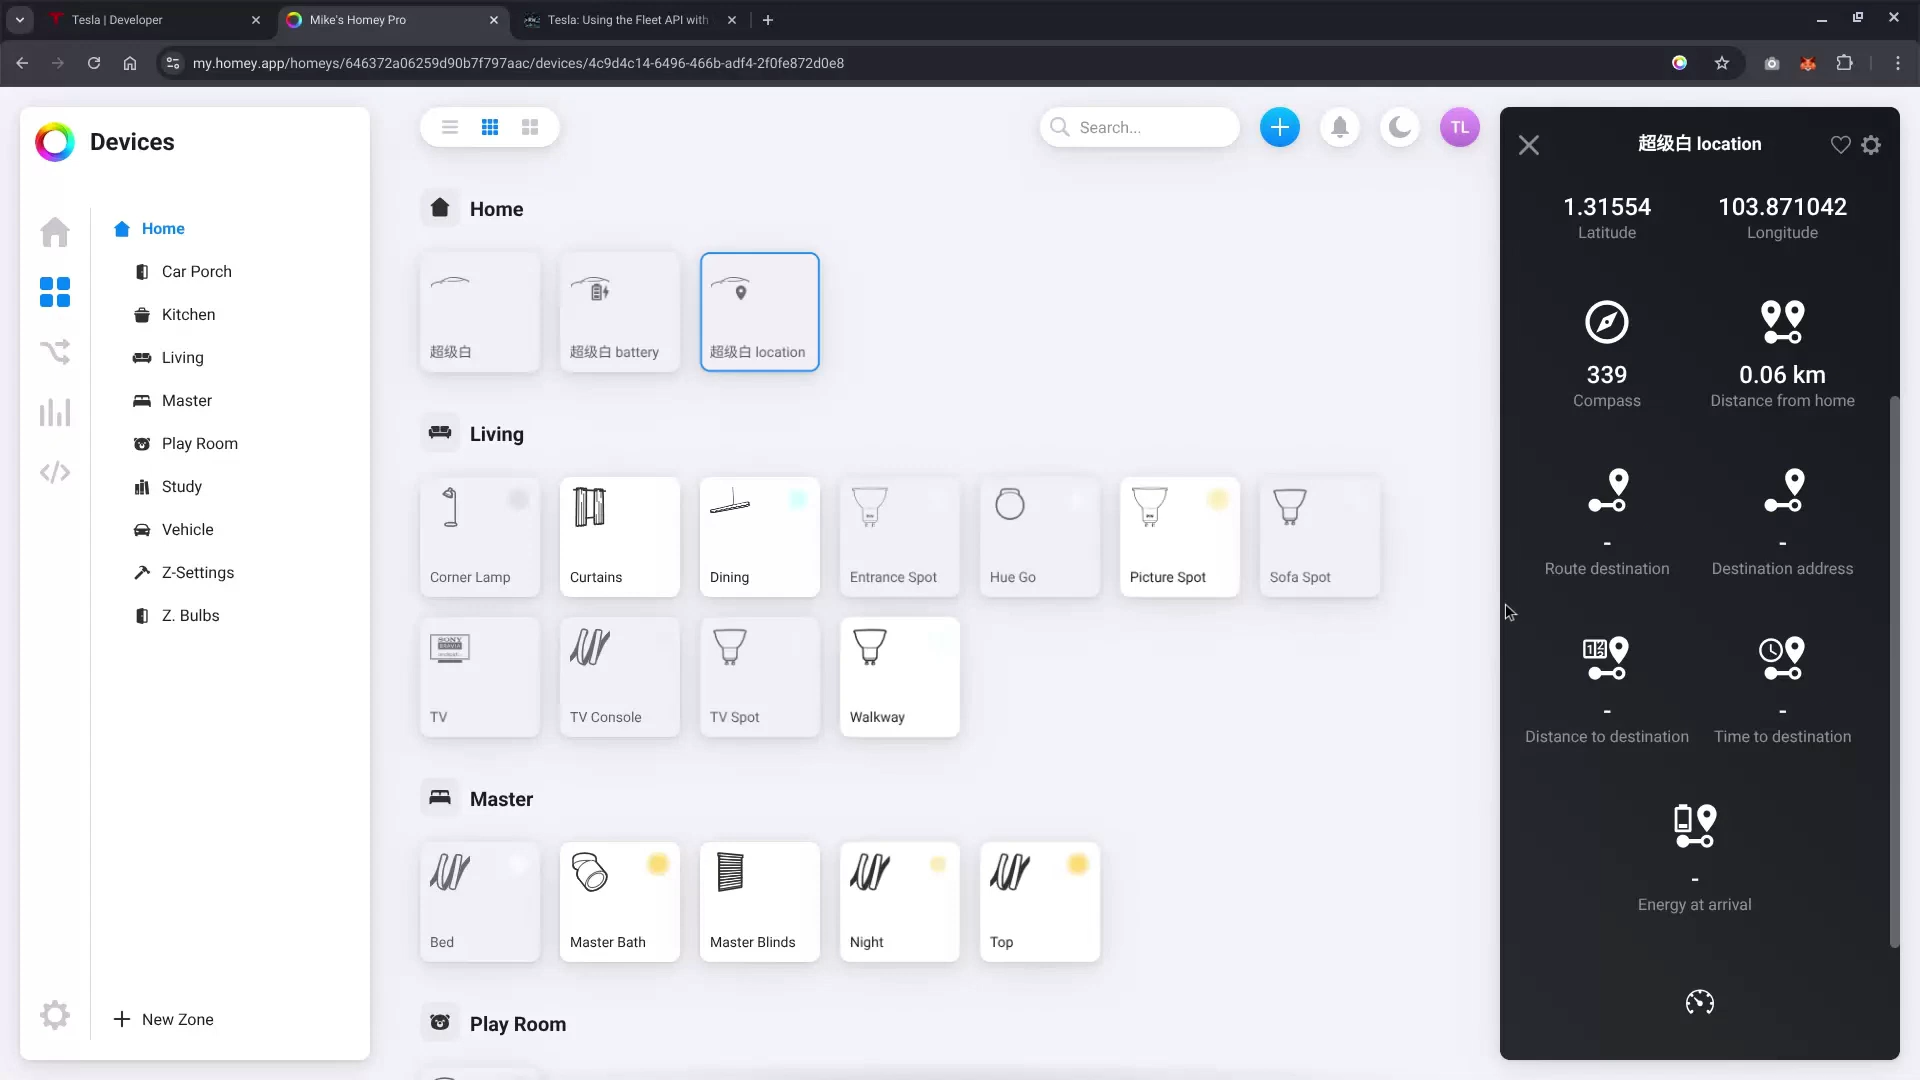 Tesla | Developer
Mike's Homey Pro
Tesla: Using the Fleet API with
my.homey.app/homeys/646372a06259d90b7f797aac/devices/4c9d4c14-6496-466b-adf4-2f0fe872d0e8
Devices
Home
Car Porch
Kitchen
Living
Master
Play Room
Study
Vehicle
Z-Settings
Z. Bulbs
New Zone
Search...
TL
Home
超级白
超级白 battery
超级白 location
Living
Corner Lamp
Curtains
Dining
Entrance Spot
Hue Go
Picture Spot
Sofa Spot
SONY
BRAVIA
TV
TV Console
TV Spot
Walkway
Master
Bed
Master Bath
Master Blinds
Night
Top
Play Room
超级白 location
1.31554
Latitude
103.871042
Longitude
339
Compass
0.06 km
Distance from home
-
Route destination
-
Destination address
-
Distance to destination
-
Time to destination
-
Energy at arrival